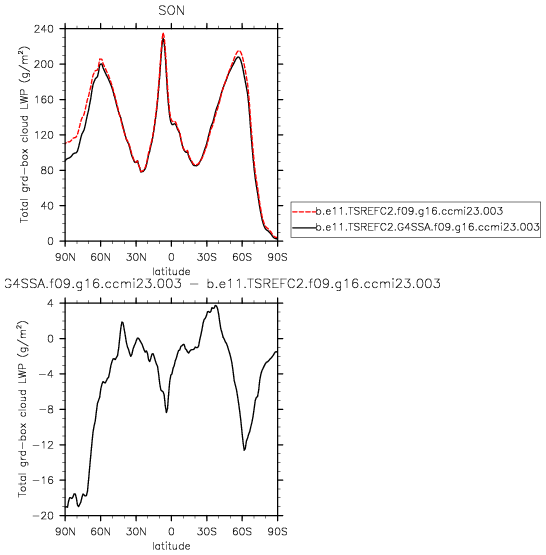 SON
Total grd-box cloud LWP (g/m²)
240
200
160
120
80
40
0
90N 60N 30N 0 30S 60S 90S
latitude
b.e11.TSREFC2.f09.g16.ccmi23.003
b.e11.TSREFC2.G4SSA.f09.g16.ccmi23.003
G4SSA.f09.g16.ccmi23.003 - b.e11.TSREFC2.f09.g16.ccmi23.003
Total grd-box cloud LWP (g/m²)
4
0
-4
-8
-12
-16
-20
90N 60N 30N 0 30S 60S 90S
latitude